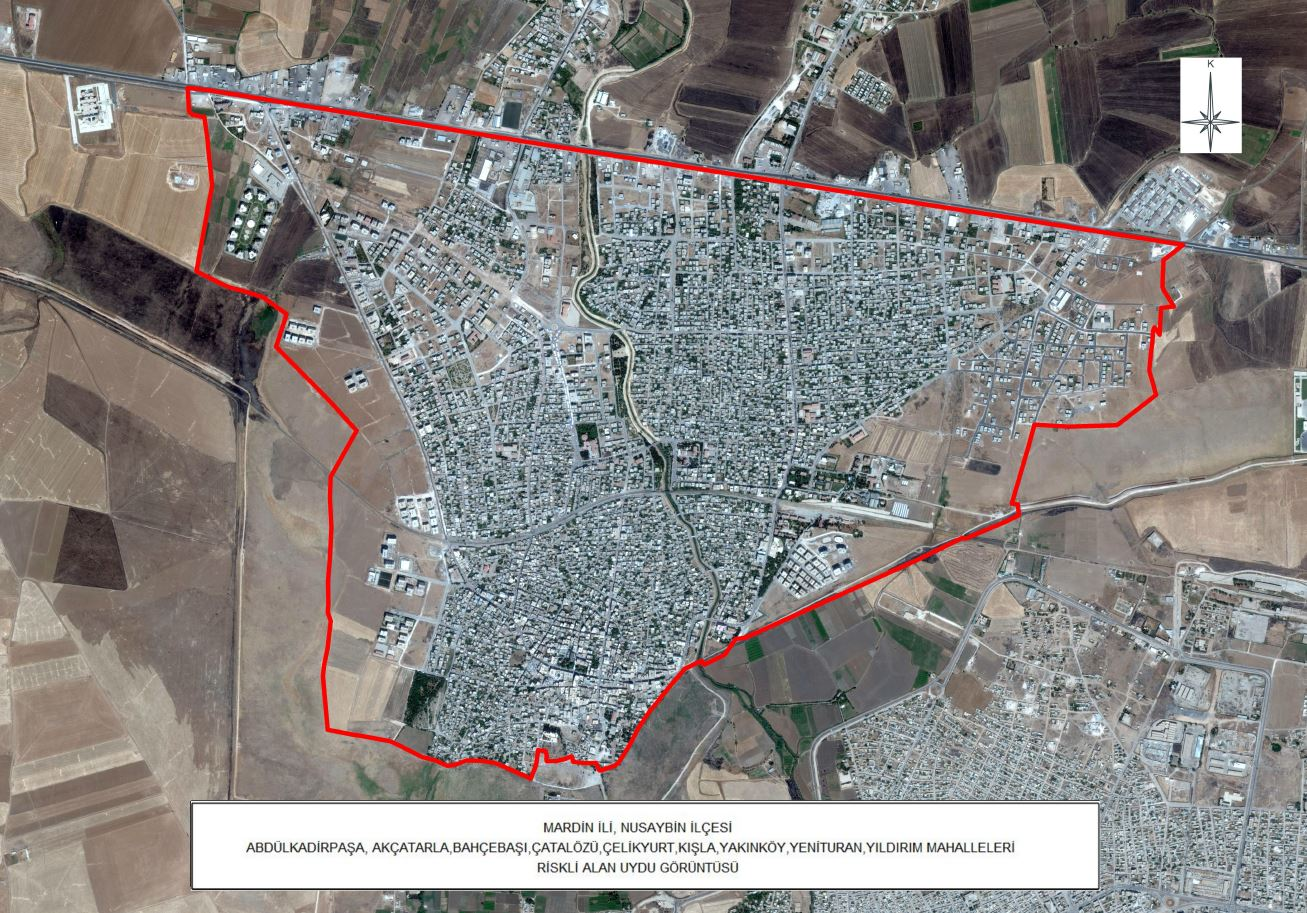 K
MARDİN İLİ, NUSAYBİN İLÇESİ
ABDÜLKADİRPAŞA, AKÇATARLA,BAHÇEBAŞI,ÇATALÖZÜ,ÇELİKYURT,KIŞLA,YAKINKÖY,YENİTURAN,YILDIRIM MAHALLELERİ
RİSKLİ ALAN UYDU GÖRÜNTÜSÜ